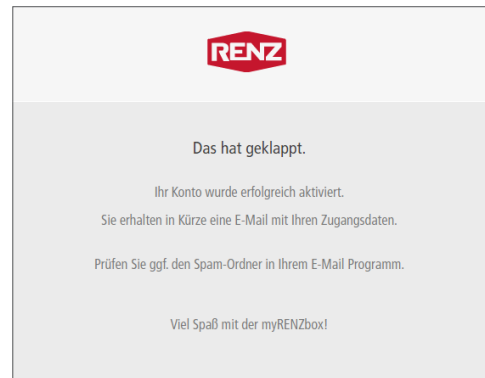 RENZ
Das hat geklappt.
Ihr Konto wurde erfolgreich aktiviert.
Sie erhalten in Kürze eine E-Mail mit Ihren Zugangsdaten.
Prüfen Sie ggf. den Spam-Ordner in Ihrem E-Mail Programm.
Viel Spaß mit der myRENZbox!